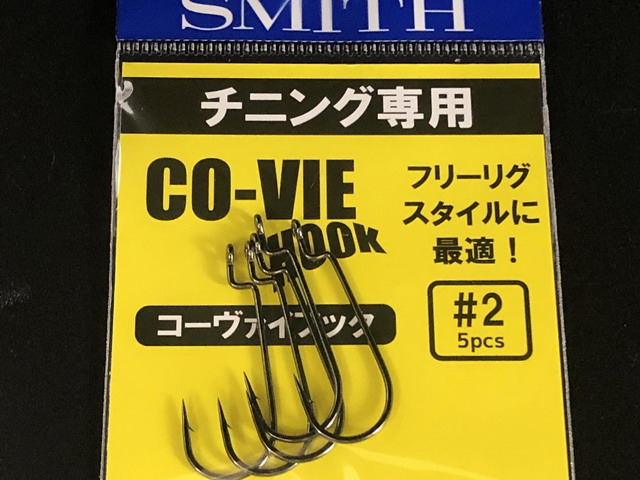 SMITH
チニング専用
CO-VIE
HOOK
フリーリグ
スタイルに
最適！
コーヴァイフック
#2
5pcs